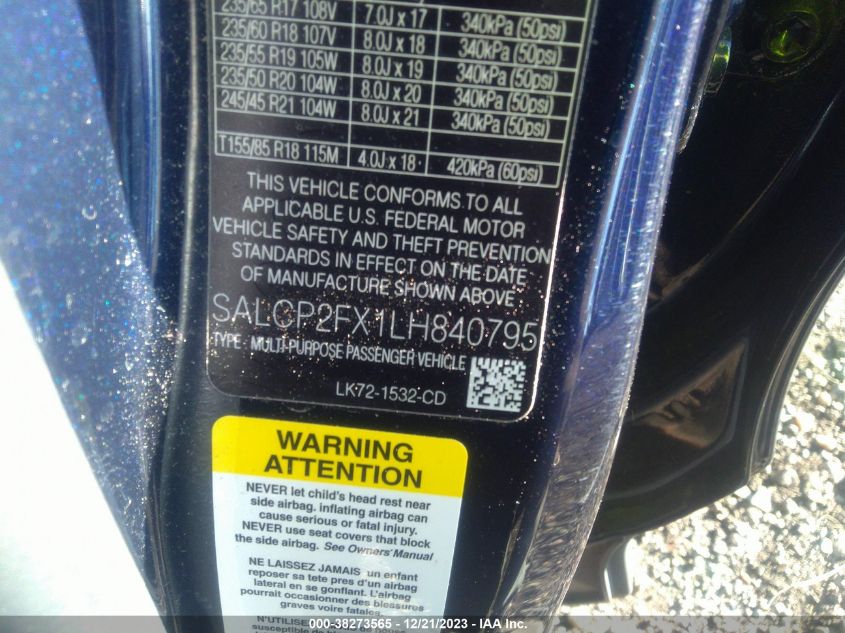 235/65 R17 108V 7.0J x 17 340kPa (50psi)
235/60 R18 107V 8.0J x 18 340kPa (50psi)
235/55 R19 105W 8.0J x 19 340kPa (50psi)
235/50 R20 104W 8.0J x 20 340kPa (50psi)
245/45 R21 104W 8.0J x 21 340kPa (50psi)
T155/85 R18 115M 4.0J x 18 420kPa (60psi)
THIS VEHICLE CONFORMS TO ALL
APPLICABLE U.S. FEDERAL MOTOR
VEHICLE SAFETY AND THEFT PREVENTION
STANDARDS IN EFFECT ON THE DATE
OF MANUFACTURE SHOWN ABOVE
SALCP2FX1LH840795
TYPE : MULTI-PURPOSE PASSENGER VEHICLE
LK72-1532-CD
WARNING
ATTENTION
NEVER let child's head rest near
side airbag. inflating airbag can
cause serious or fatal injury.
NEVER use seat covers that block
the side airbag. See Owners' Manual
NE LAISSEZ JAMAIS un enfant
reposer sa tete pres d'un airbag
lateral en se gonflant. L'airbag
pourrait occasionner des blessures
graves voire fatales.
N'UTILISE
susceptible de
000-38273565 - 12/21/2023 - IAA Inc.